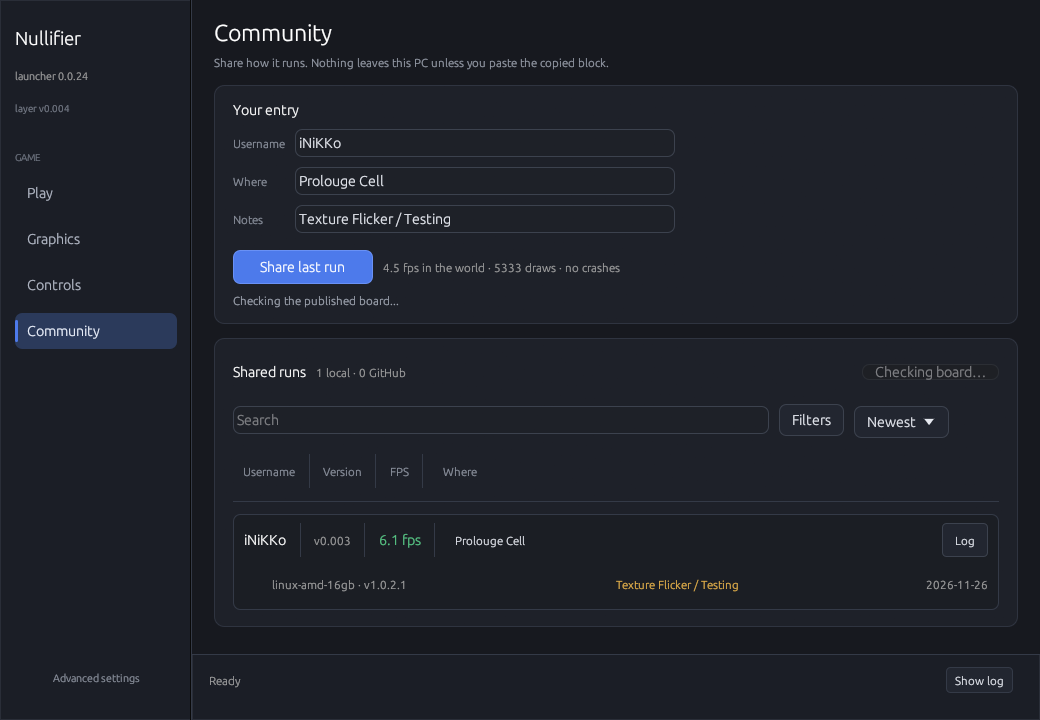 Nullifier
launcher 0.0.24
layer v0.004
GAME
Play
Graphics
Controls
Community
Advanced settings
Community
Share how it runs. Nothing leaves this PC unless you paste the copied block.
Your entry
Username iNiKKo
Where Prolouge Cell
Notes Texture Flicker / Testing
Share last run 4.5 fps in the world · 5333 draws · no crashes
Checking the published board...
Shared runs 1 local · 0 GitHub Checking board...
Search Filters Newest
Username Version FPS Where
iNiKKo v0.003 6.1 fps Prolouge Cell Log
linux-amd-16gb · v1.0.2.1 Texture Flicker / Testing 2026-11-26
Ready Show log